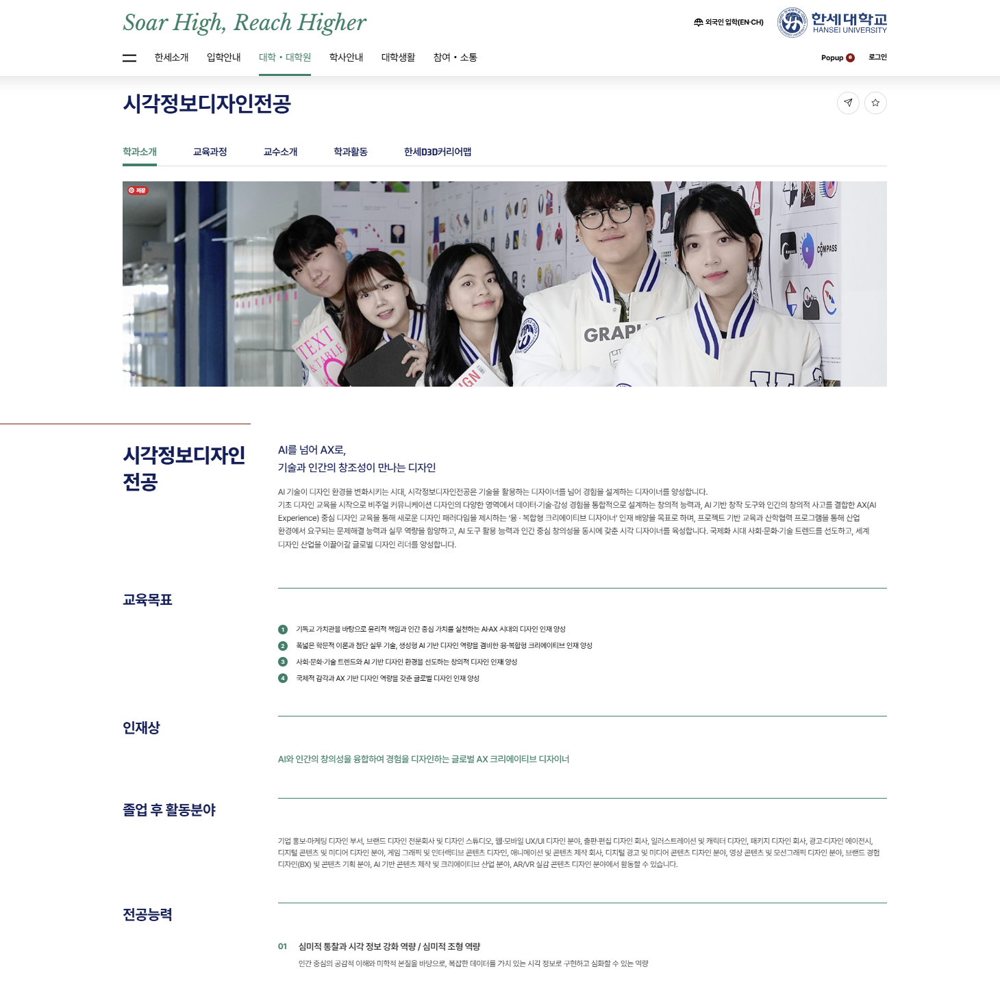 Soar High, Reach Higher
외국인 입학(EN·CH)
한세대학교
HANSEI UNIVERSITY
한세소개 입학안내 대학・대학원 학사안내 대학생활 참여・소통
Popup 6 로그인
시각정보디자인전공
학과소개 교육과정 교수소개 학과활동 한세D3D커리어맵
저장
COMPASS
TEXT
& TABLE
GRAPH
IGN
시각정보디자인
전공
AI를 넘어 AX로,
기술과 인간의 창조성이 만나는 디자인
AI 기술이 디자인 환경을 변화시키는 시대, 시각정보디자인전공은 기술을 활용하는 디자이너를 넘어 경험을 설계하는 디자이너를 양성합니다.
기초 디자인 교육을 시작으로 비주얼 커뮤니케이션 디자인의 다양한 영역에서 데이터·기술·감성 경험을 통합적으로 설계하는 창의적 능력과, AI 기반 창작 도구와 인간의 창의적 사고를 결합한 AX(AI
Experience) 중심 디자인 교육을 통해 새로운 디자인 패러다임을 제시하는 ‘융 · 복합형 크리에이티브 디자이너’ 인재 배양을 목표로 하며, 프로젝트 기반 교육과 산학협력 프로그램을 통해 산업
환경에서 요구되는 문제해결 능력과 실무 역량을 함양하고, AI 도구 활용 능력과 인간 중심 창의성을 동시에 갖춘 시각 디자이너를 육성합니다. 국제화 시대 사회·문화·기술 트렌드를 선도하고, 세계
디자인 산업을 이끌어갈 글로벌 디자인 리더를 양성합니다.
교육목표
1 기독교 가치관을 바탕으로 윤리적 책임과 인간 중심 가치를 실천하는 AI·AX 시대의 디자인 인재 양성
2 폭넓은 학문적 이론과 첨단 실무 기술, 생성형 AI 기반 디자인 역량을 겸비한 융·복합형 크리에이티브 인재 양성
3 사회·문화·기술 트렌드와 AI 기반 디자인 환경을 선도하는 창의적 디자인 인재 양성
4 국제적 감각과 AX 기반 디자인 역량을 갖춘 글로벌 디자인 인재 양성
인재상
AI와 인간의 창의성을 융합하여 경험을 디자인하는 글로벌 AX 크리에이티브 디자이너
졸업 후 활동분야
기업 홍보·마케팅 디자인 부서, 브랜드 디자인 전문회사 및 디자인 스튜디오, 웹·모바일 UX/UI 디자인 분야, 출판·편집 디자인 회사, 일러스트레이션 및 캐릭터 디자인, 패키지 디자인 회사, 광고·디자인 에이전시,
디지털 콘텐츠 및 미디어 디자인 분야, 게임 그래픽 및 인터랙티브 콘텐츠 디자인, 애니메이션 및 콘텐츠 제작 회사, 디지털 광고 및 미디어 콘텐츠 디자인 분야, 영상 콘텐츠 및 모션그래픽 디자인 분야, 브랜드 경험
디자인(BX) 및 콘텐츠 기획 분야, AI 기반 콘텐츠 제작 및 크리에이티브 산업 분야, AR/VR 실감 콘텐츠 디자인 분야에서 활동할 수 있습니다.
전공능력
01 심미적 통찰과 시각 정보 강화 역량 / 심미적 조형 역량
인간 중심의 공감적 이해와 미학적 본질을 바탕으로, 복잡한 데이터를 가치 있는 시각 정보로 구현하고 심화할 수 있는 역량